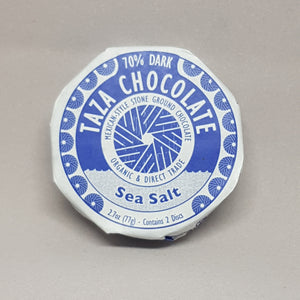 70% DARK
TAZA CHOCOLATE
MEXICAN-STYLE STONE GROUND CHOCOLATE
ORGANIC & DIRECT TRADE
Sea Salt
2.7oz (77g) - Contains 2 Discs